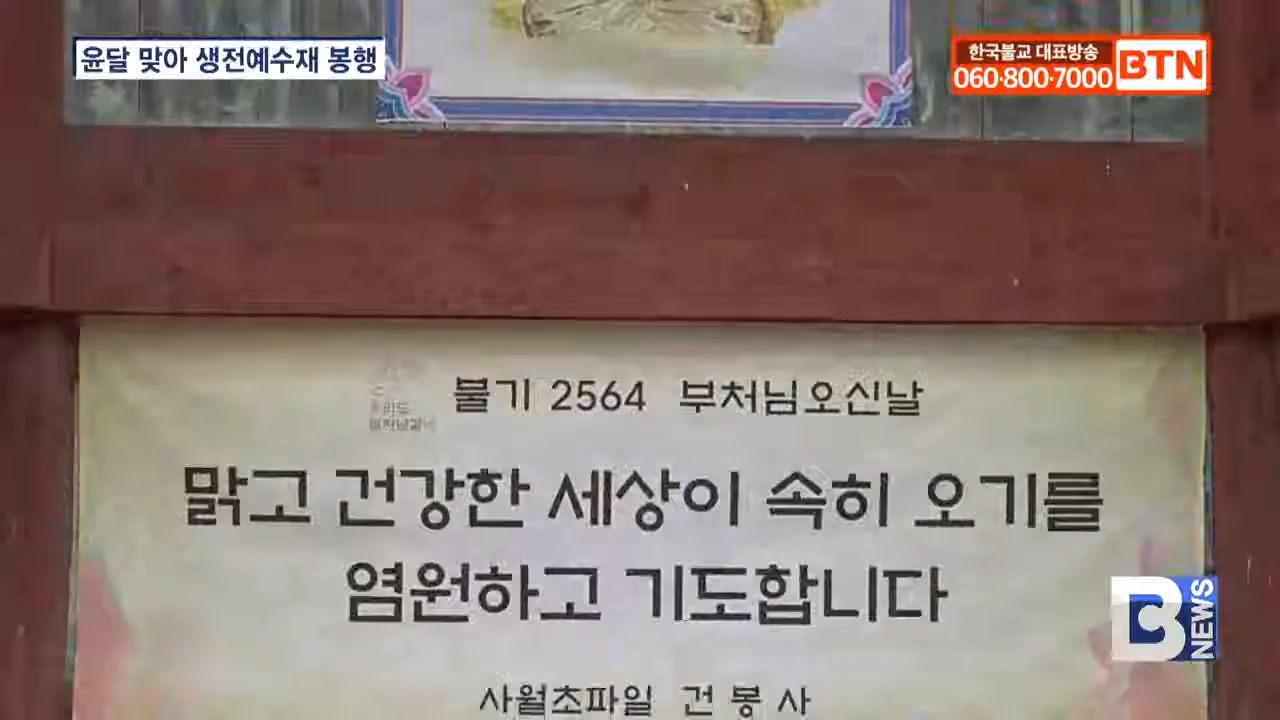 윤달 맞아 생전예수재 봉행
한국불교 대표방송
060·800·7000
BTN
불기 2564 부처님오신날
맑고 건강한 세상이 속히 오기를
염원하고 기도합니다
사월초파일 건봉사
B NEWS